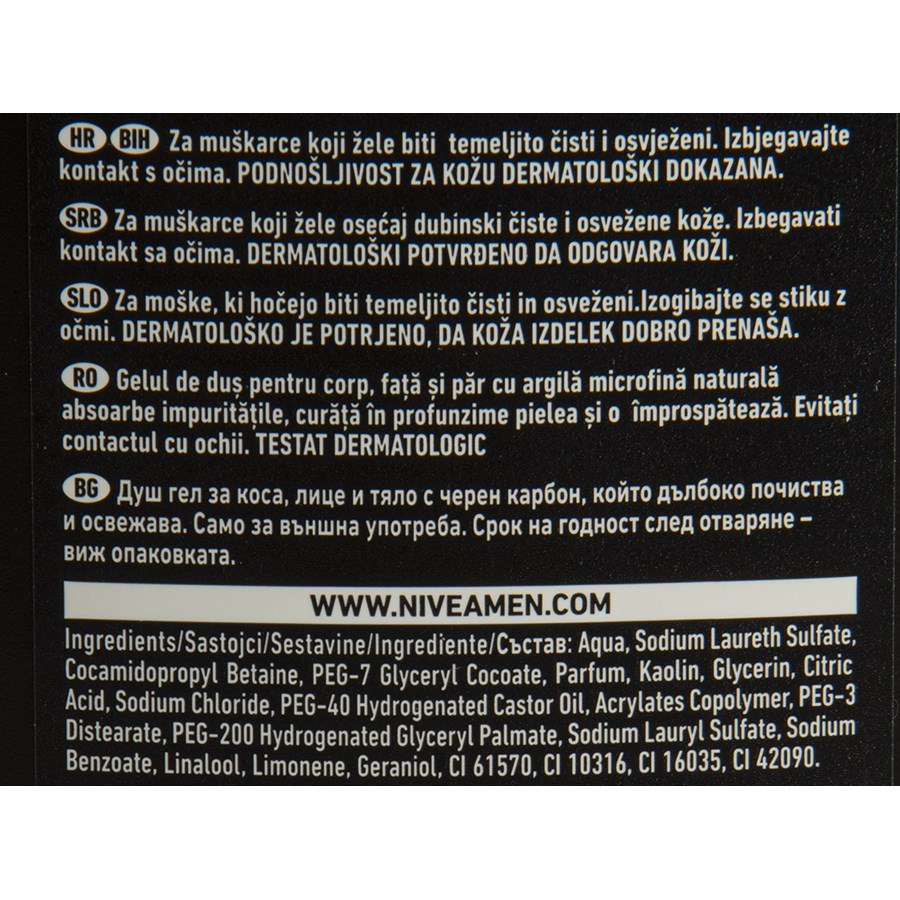 HR BIH Za muškarce koji žele biti temeljito čisti i osvježeni. Izbjegavajte
kontakt s očima. PODNOŠLJIVOST ZA KOŽU DERMATOLOŠKI DOKAZANA.
SRB Za muškarce koji žele osećaj dubinski čiste i osvežene kože. Izbegavati
kontakt sa očima. DERMATOLOŠKI POTVRĐENO DA ODGOVARA KOŽI.
SLO Za moške, ki hočejo biti temeljito čisti in osveženi.Izogibajte se stiku z
očmi. DERMATOLOŠKO JE POTRJENO, DA KOŽA IZDELEK DOBRO PRENAŠA.
RO Gelul de duș pentru corp, față și păr cu argilă microfină naturală
absoarbe impuritățile, curăță în profunzime pielea și o împrospătează. Evitați
contactul cu ochii. TESTAT DERMATOLOGIC
BG Душ гел за коса, лице и тяло с черен карбон, който дълбоко почиства
и освежава. Само за външна употреба. Срок на годност след отваряне –
виж опаковката.
WWW.NIVEAMEN.COM
Ingredients/Sastojci/Sestavine/Ingrediente/Състав: Aqua, Sodium Laureth Sulfate,
Cocamidopropyl Betaine, PEG-7 Glyceryl Cocoate, Parfum, Kaolin, Glycerin, Citric
Acid, Sodium Chloride, PEG-40 Hydrogenated Castor Oil, Acrylates Copolymer, PEG-3
Distearate, PEG-200 Hydrogenated Glyceryl Palmate, Sodium Lauryl Sulfate, Sodium
Benzoate, Linalool, Limonene, Geraniol, CI 61570, CI 10316, CI 16035, CI 42090.